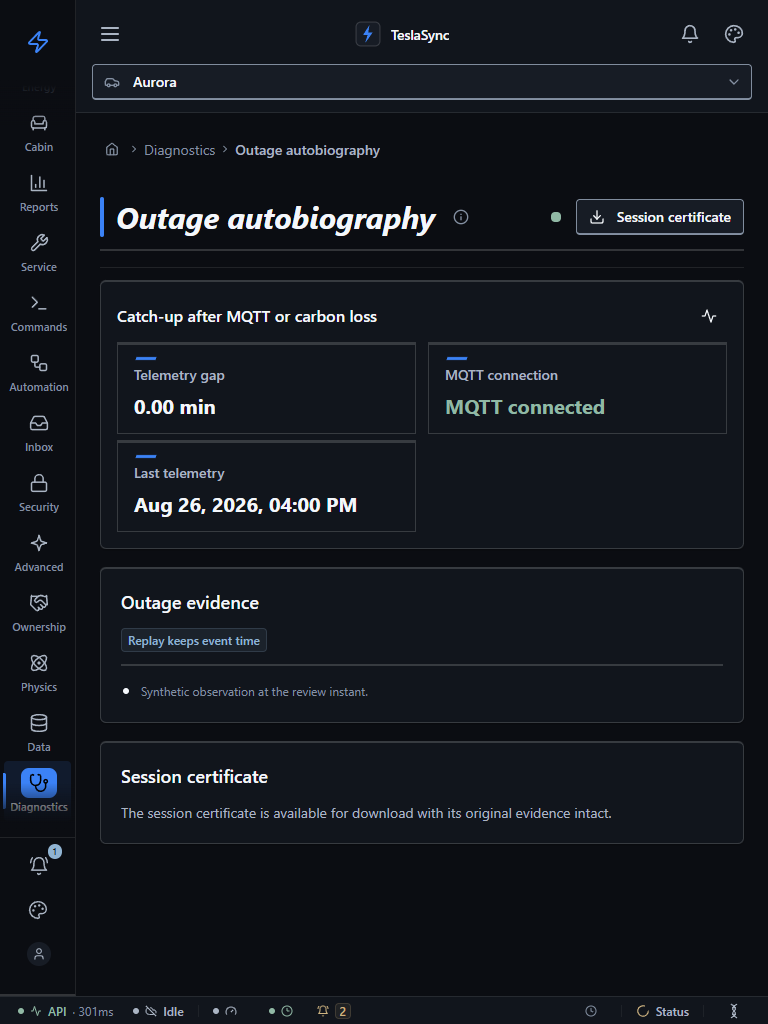 TeslaSync
Aurora
Cabin
Reports
Service
Commands
Automation
Inbox
Security
Advanced
Ownership
Physics
Data
Diagnostics
1
Diagnostics
Outage autobiography
Outage autobiography
Session certificate
Catch-up after MQTT or carbon loss
Telemetry gap
0.00 min
MQTT connection
MQTT connected
Last telemetry
Aug 26, 2026, 04:00 PM
Outage evidence
Replay keeps event time
Synthetic observation at the review instant.
Session certificate
The session certificate is available for download with its original evidence intact.
API · 301ms
Idle
2
Status